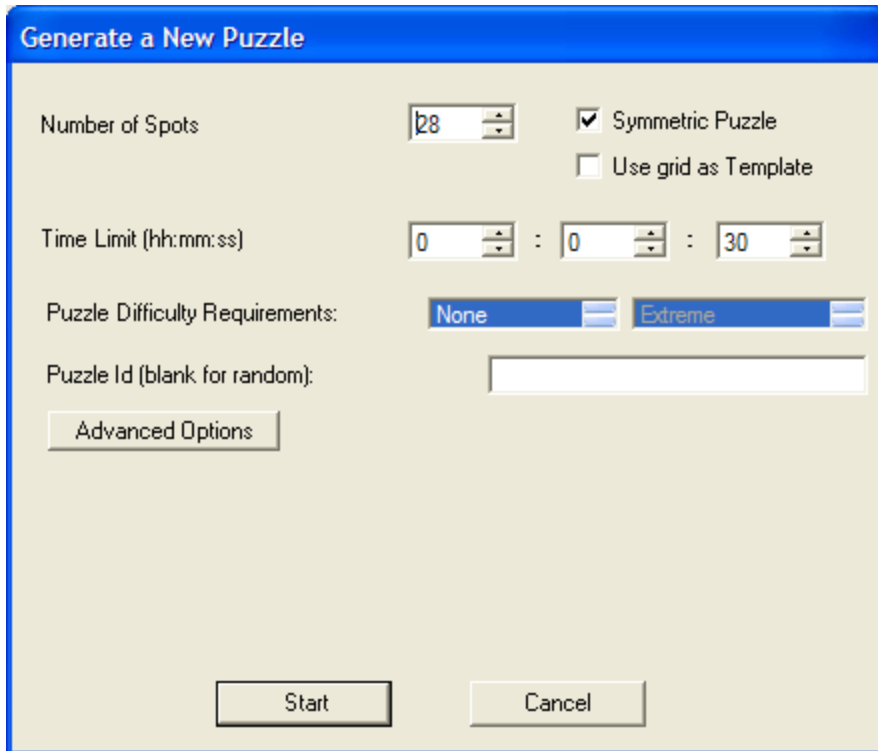 Generate a New Puzzle
Number of Spots 28 Symmetric Puzzle
Use grid as Template
Time Limit (hh:mm:ss) 0 : 0 : 30
Puzzle Difficulty Requirements: None Extreme
Puzzle Id (blank for random):
Advanced Options
Start Cancel